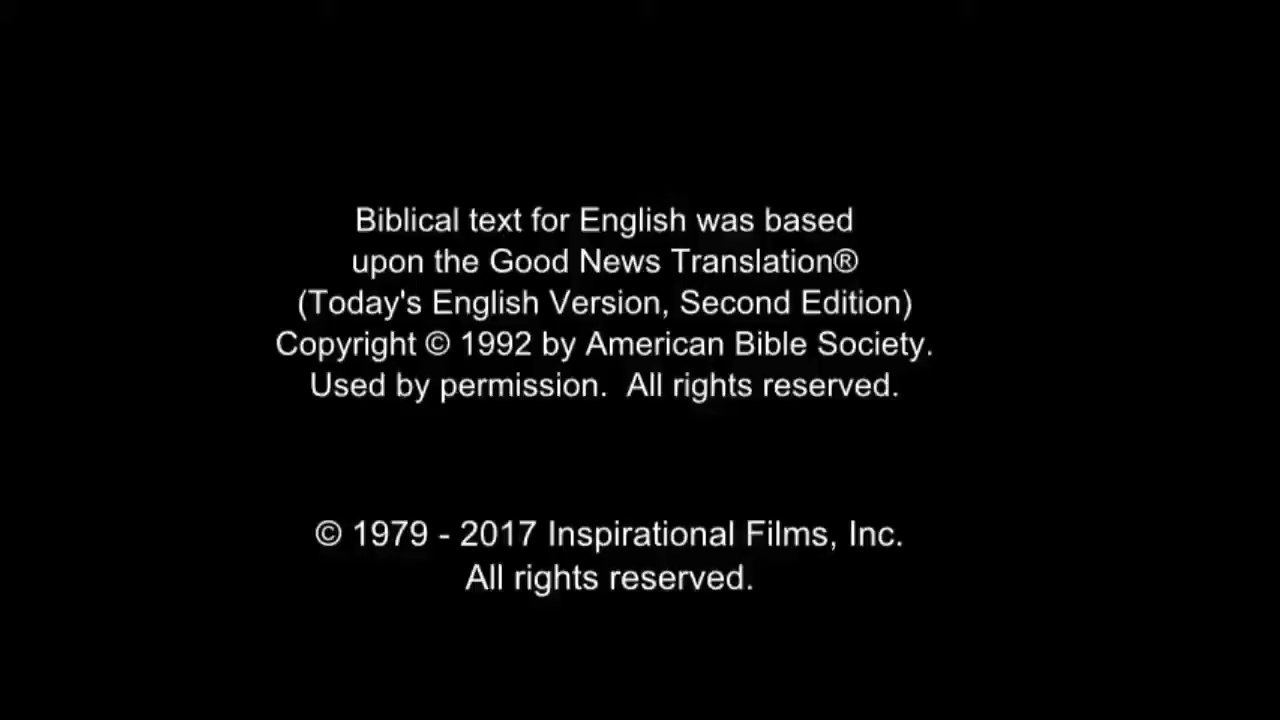 Biblical text for English was based
upon the Good News Translation®
(Today's English Version, Second Edition)
Copyright © 1992 by American Bible Society.
Used by permission.  All rights reserved.
© 1979 - 2017 Inspirational Films, Inc.
All rights reserved.